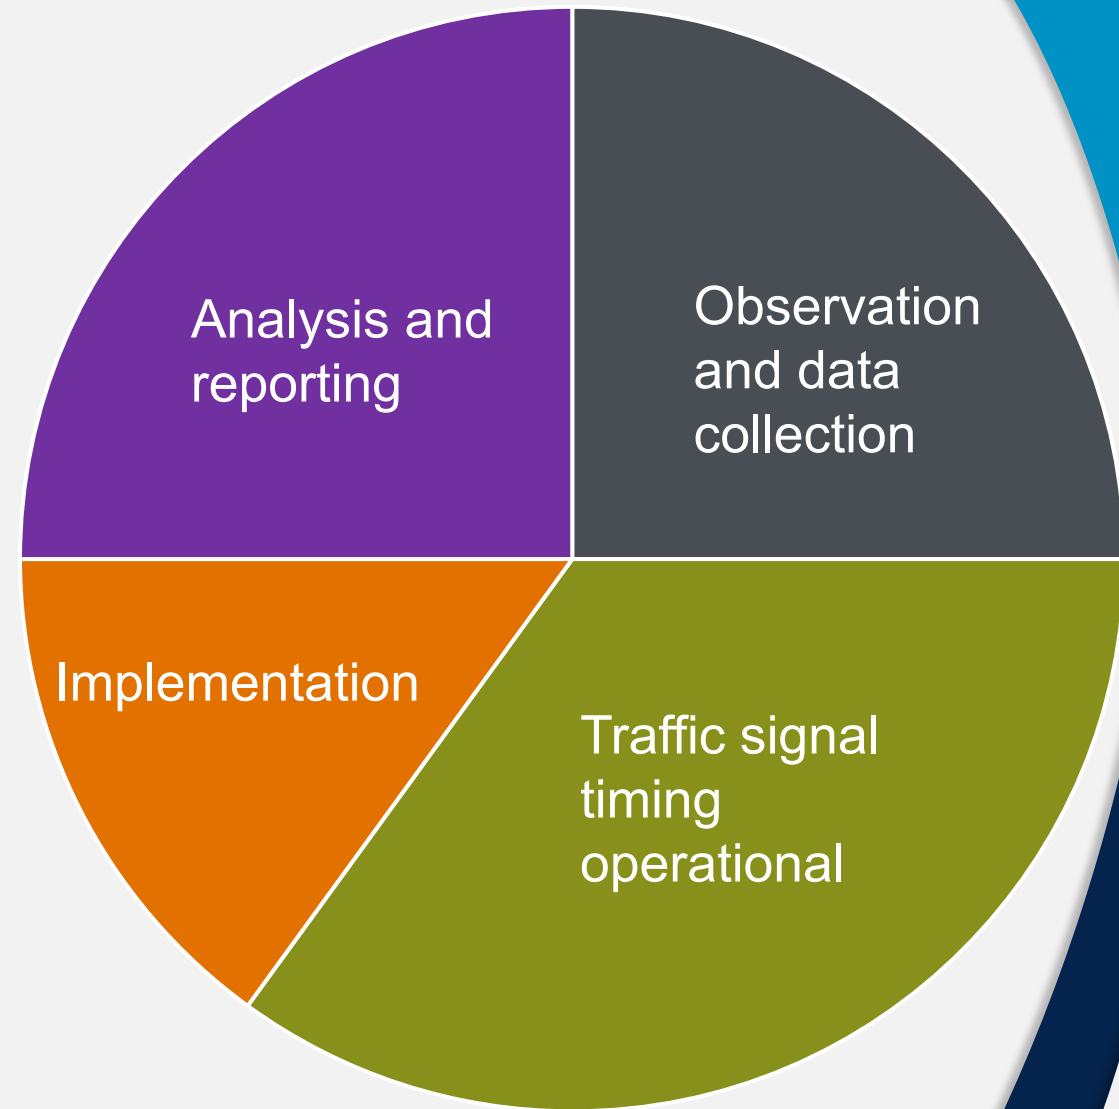 Analysis and
reporting
Observation
and data
collection
Implementation
Traffic signal
timing
operational